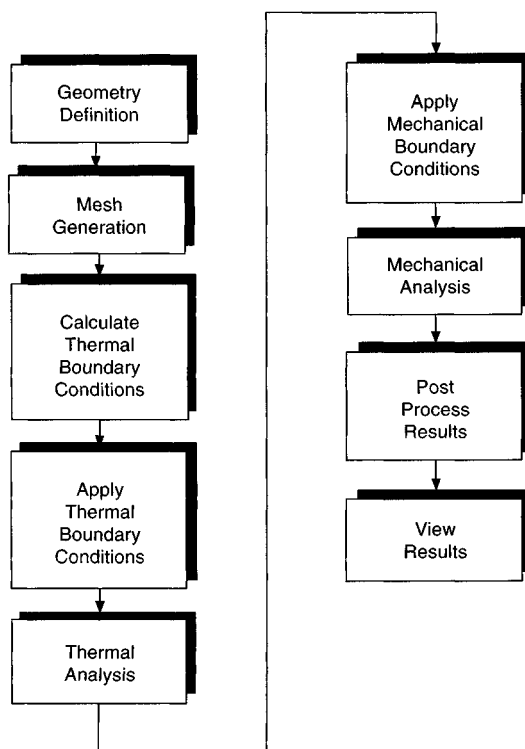 Geometry
Definition
Mesh
Generation
Calculate
Thermal
Boundary
Conditions
Apply
Thermal
Boundary
Conditions
Thermal
Analysis
Apply
Mechanical
Boundary
Conditions
Mechanical
Analysis
Post
Process
Results
View
Results